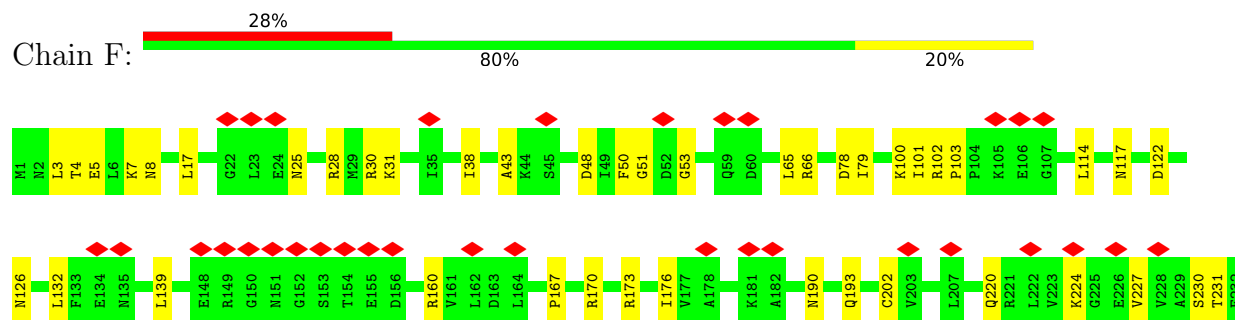 28%
Chain F:
80% 20%
M1 N2 L3 T4 E5 L6 K7 N8 L17 G22 L23 E24 N25 R28 M29 R30 K31 I35 I38 A43 K44 S45 D48 I49 F50 G51 D52 G53 Q59 D60 L65 R66 D78 I79 K100 I101 R102 P103 P104 K105 E106 G107 L114 N117 D122
N126 L132 F133 E134 N135 L139 E148 R149 G150 N151 G152 S153 T154 E155 D156 R160 V161 L162 D163 L164 P167 R170 R173 I176 V177 A178 K181 A182 N190 Q193 C202 V203 L207 Q220 R221 L222 V223 K224 G225 E226 V227 V228 A229 S230 T231